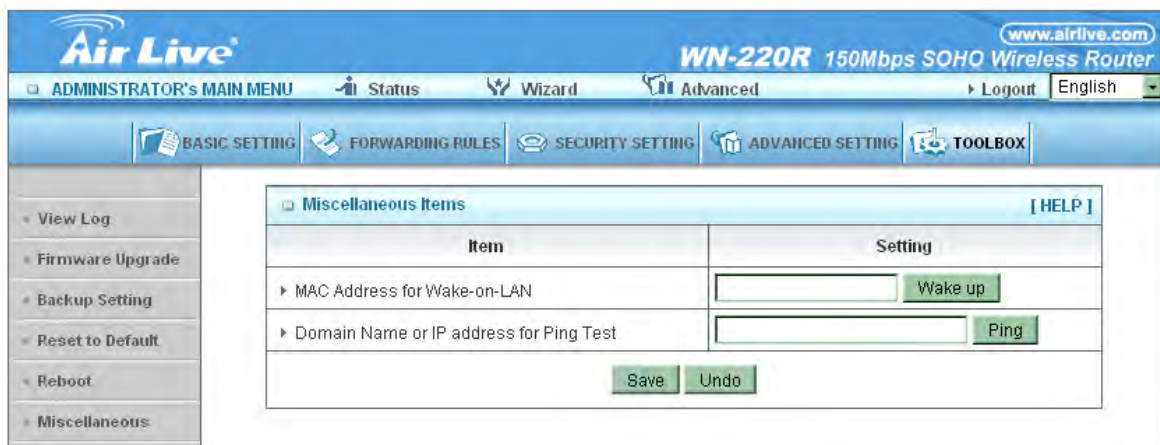 Air Live
www.airlive.com
WN-220R 150Mbps SOHO Wireless Router
ADMINISTRATOR's MAIN MENU Status Wizard Advanced Logout English
BASIC SETTING FORWARDING RULES SECURITY SETTING ADVANCED SETTING TOOLBOX
View Log
Firmware Upgrade
Backup Setting
Reset to Default
Reboot
Miscellaneous
Miscellaneous Items [ HELP ]
Item Setting
MAC Address for Wake-on-LAN Wake up
Domain Name or IP address for Ping Test Ping
Save Undo